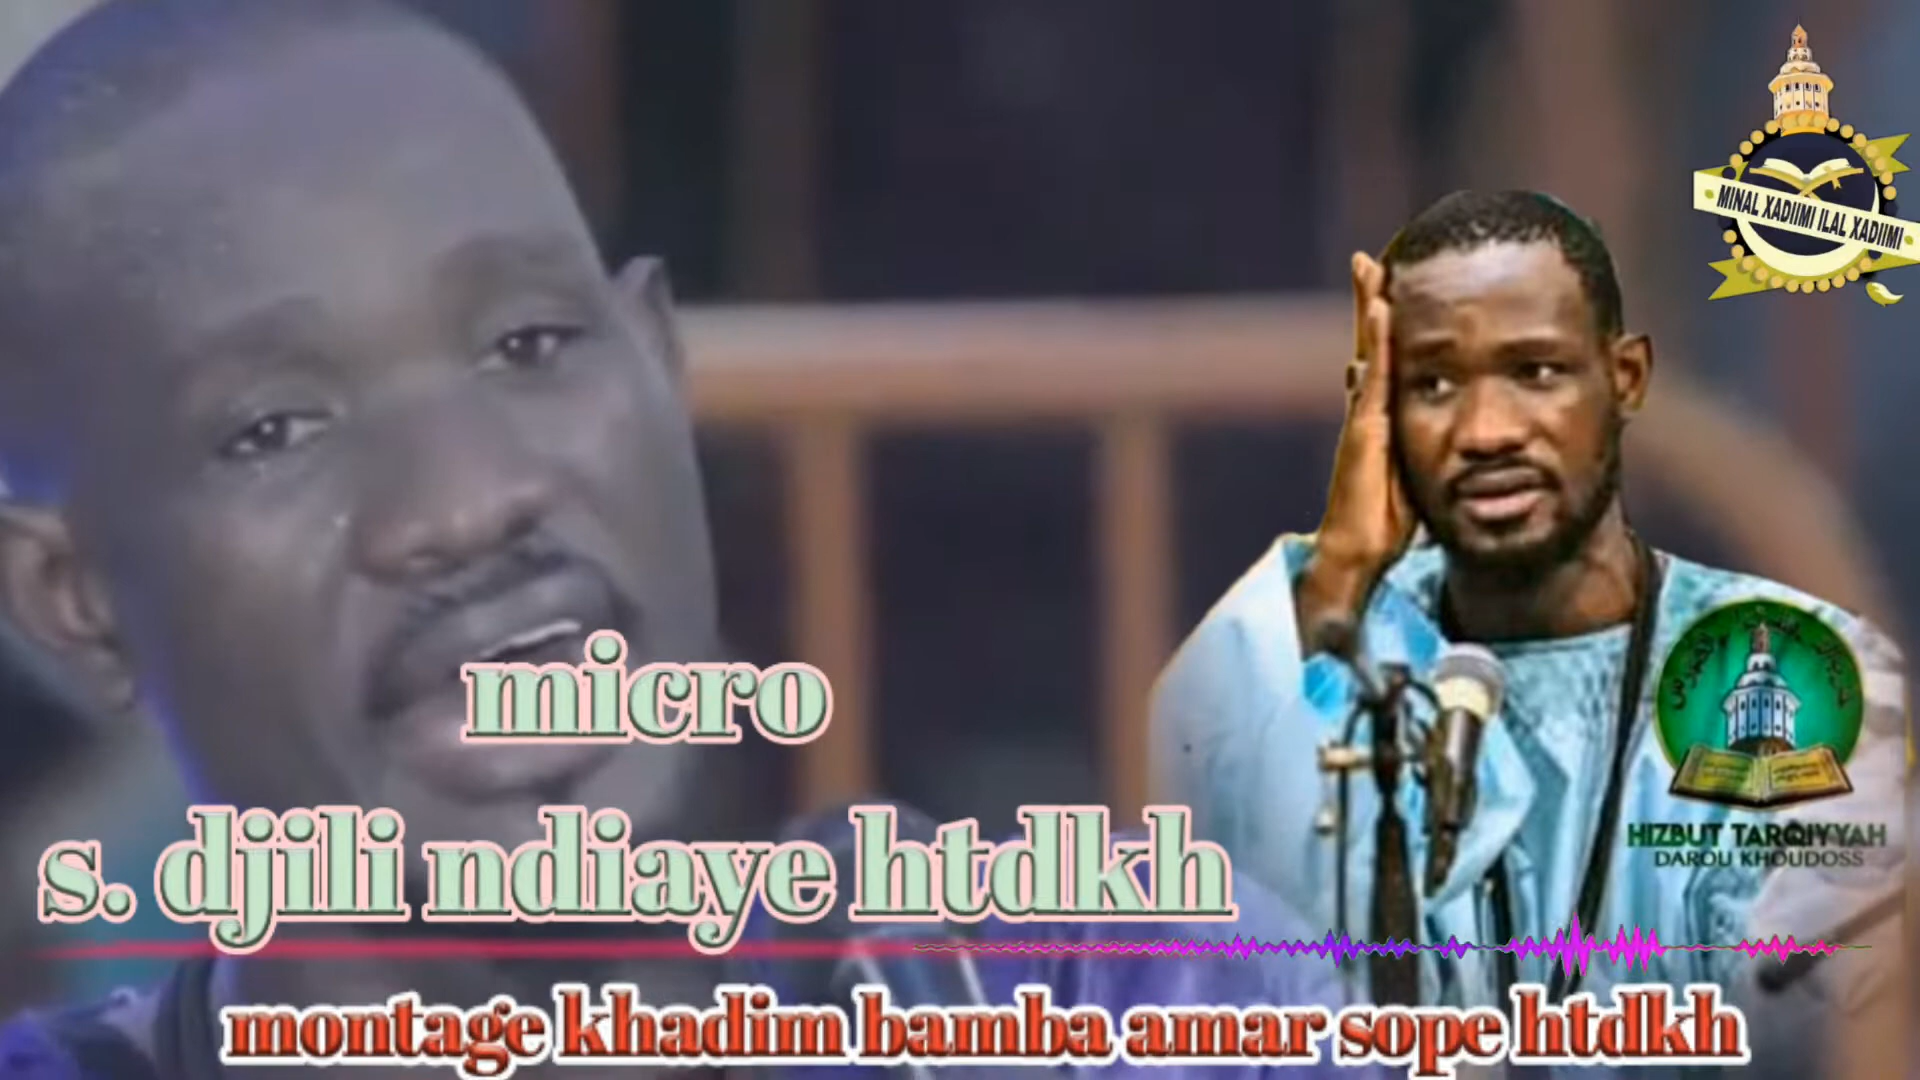 MINAL XADIIMI ILAL XADIIMI
micro
s. djili ndiaye htdkh
HIZBUT TARQIYYAH
DAROU KHOUDOSS
montage khadim bamba amar sope htdkh